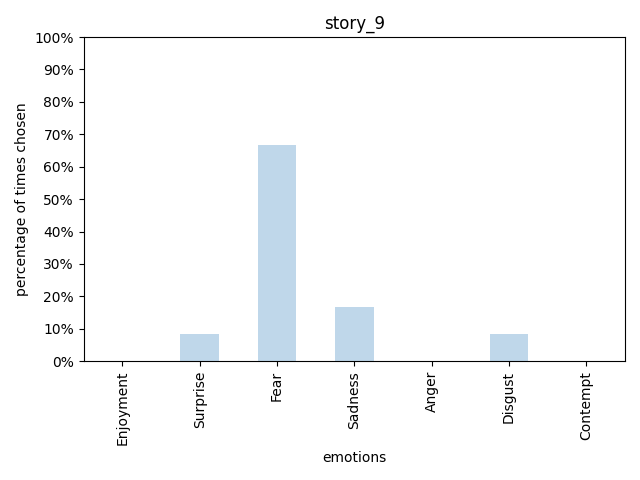 story_9
100%
90%
80%
70%
60%
50%
40%
30%
20%
10%
0%
percentage of times chosen
Enjoyment
Surprise
Fear
Sadness
Anger
Disgust
Contempt
emotions